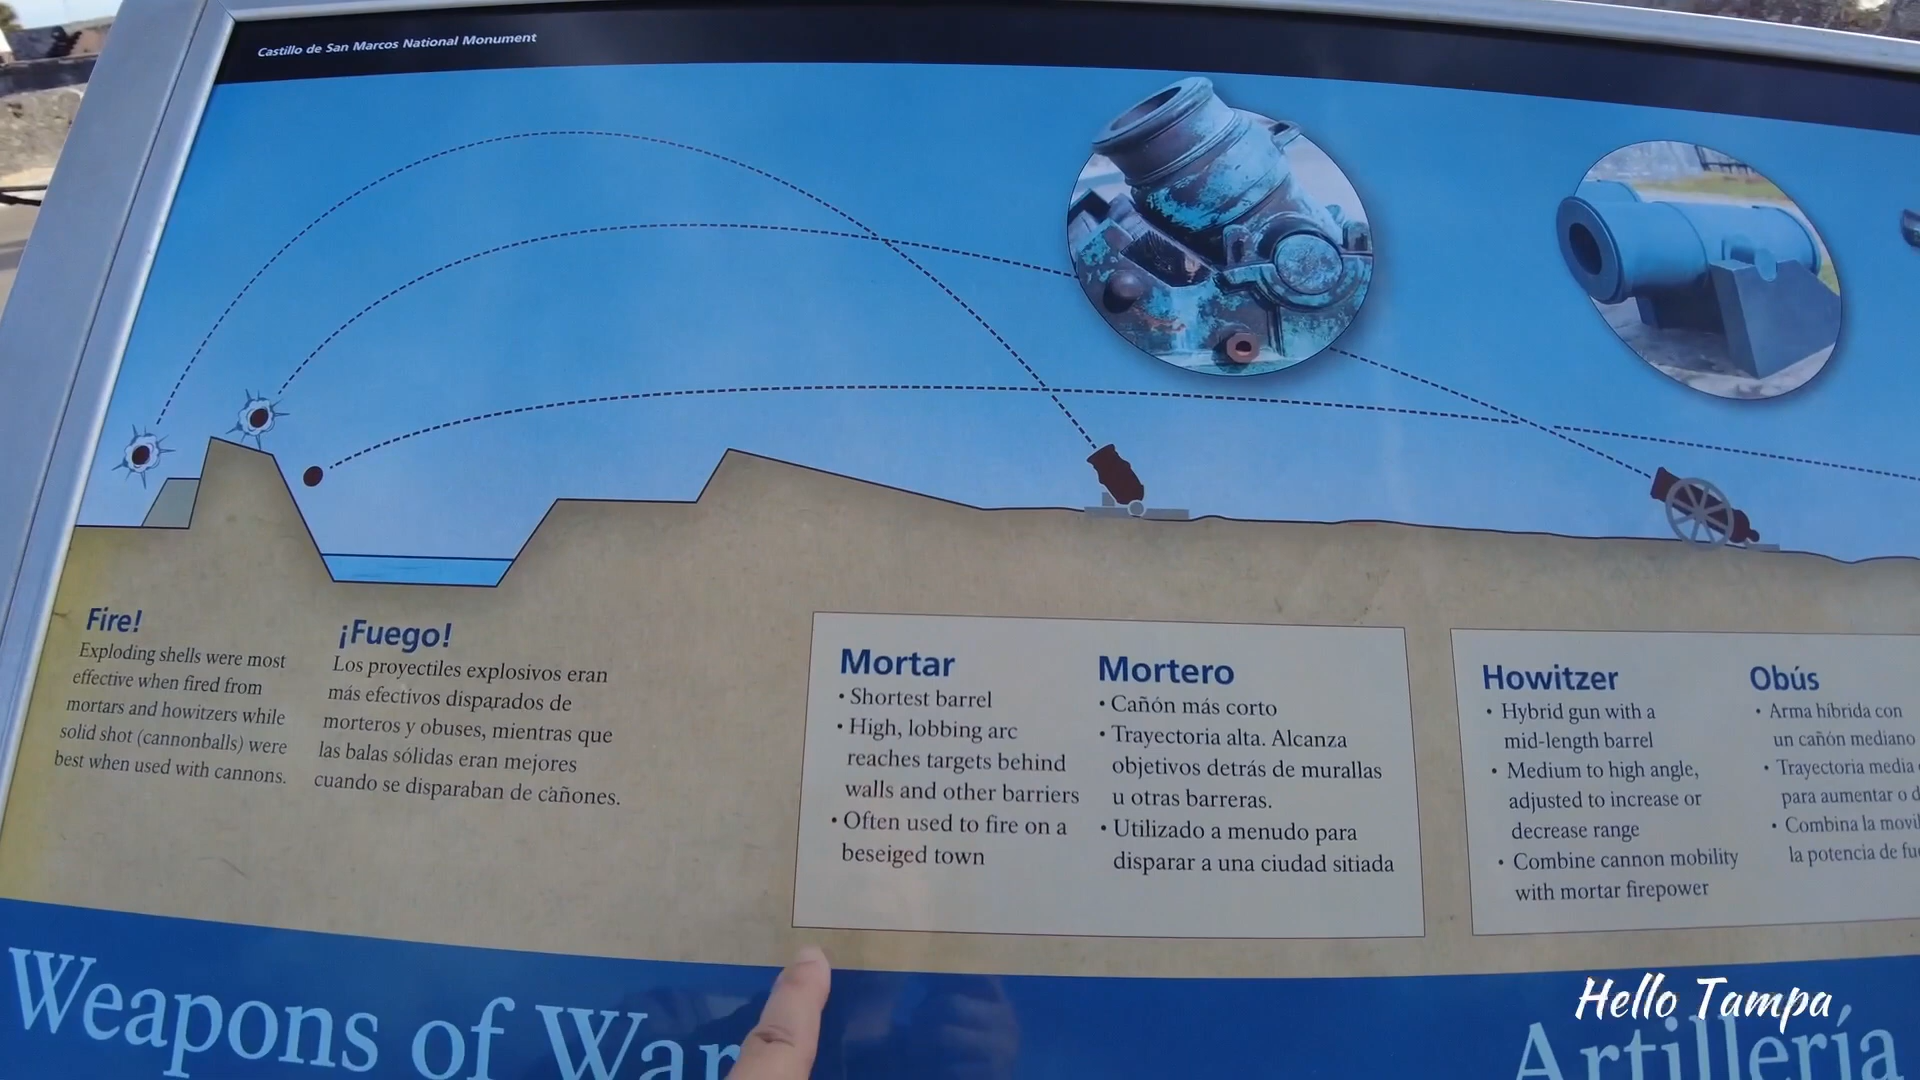 Castillo de San Marcos National Monument
Fire!
Exploding shells were most
effective when fired from
mortars and howitzers while
solid shot (cannonballs) were
best when used with cannons.
¡Fuego!
Los proyectiles explosivos eran
más efectivos disparados de
morteros y obuses, mientras que
las balas sólidas eran mejores
cuando se disparaban de cañones.
Mortar
• Shortest barrel
• High, lobbing arc
reaches targets behind
walls and other barriers
• Often used to fire on a
beseiged town
Mortero
• Cañón más corto
• Trayectoria alta. Alcanza
objetivos detrás de murallas
u otras barreras.
• Utilizado a menudo para
disparar a una ciudad sitiada
Howitzer
• Hybrid gun with a
mid-length barrel
• Medium to high angle,
adjusted to increase or
decrease range
• Combine cannon mobility
with mortar firepower
Obús
• Arma híbrida con
un cañón mediano
• Trayectoria media
para aumentar o
• Combina la
la potencia de
Weapons of War
Hello Tampa
Artillería